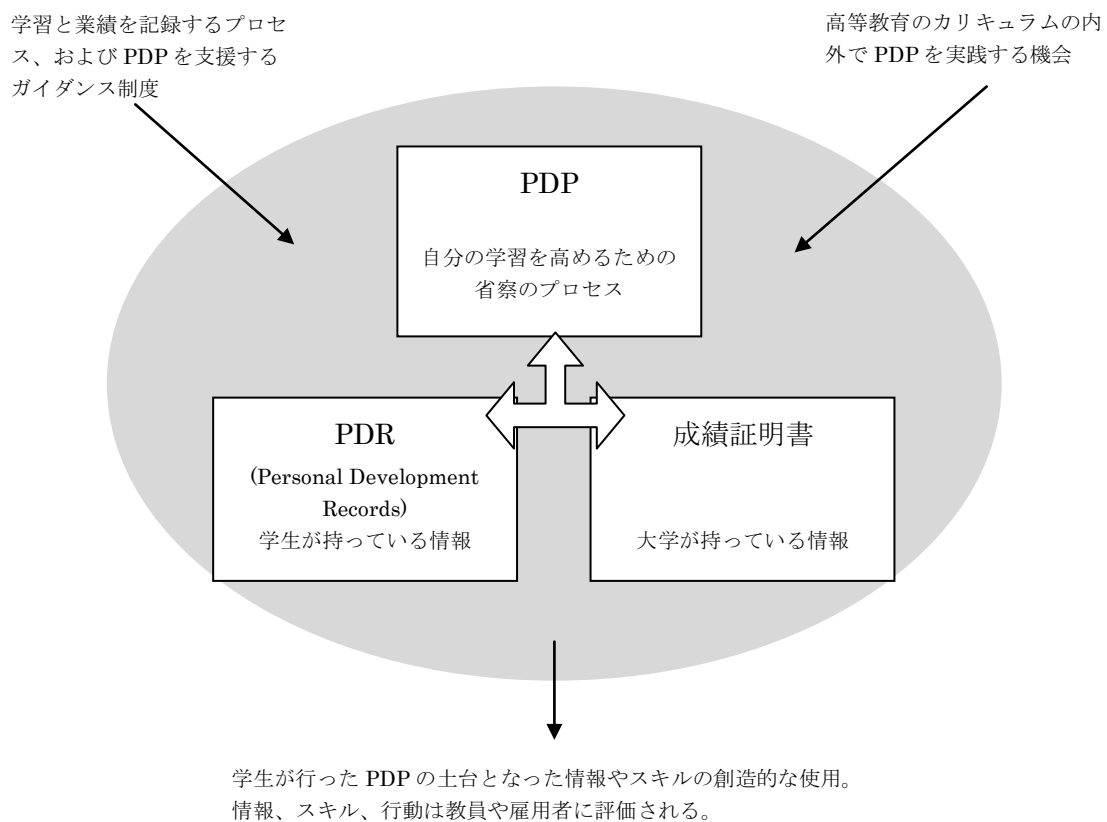 学習と業績を記録するプロセ
ス、および PDP を支援する
ガイダンス制度
高等教育のカリキュラムの内
外で PDP を実践する機会
PDP
自分の学習を高めるための
省察のプロセス
PDR
(Personal Development
Records)
学生が持っている情報
成績証明書
大学が持っている情報
学生が行った PDP の土台となった情報やスキルの創造的な使用。
情報、スキル、行動は教員や雇用者に評価される。